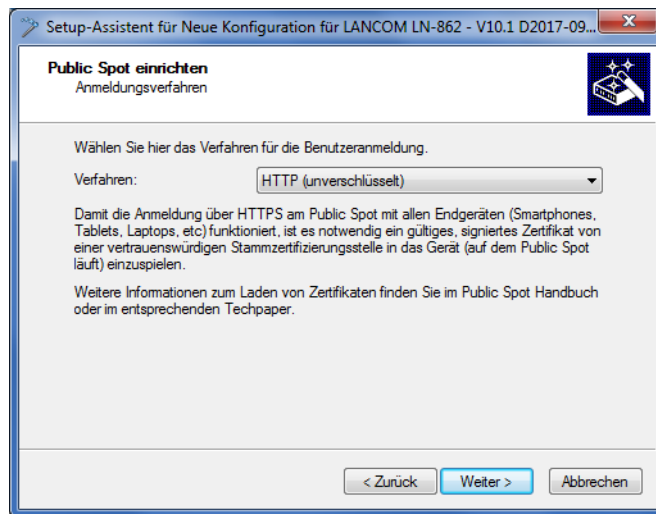 Setup-Assistent für Neue Konfiguration für LANCOM LN-862 - V10.1 D2017-09...
Public Spot einrichten
Anmeldungsverfahren
Wählen Sie hier das Verfahren für die Benutzeranmeldung.
Verfahren: HTTP (unverschlüsselt)
Damit die Anmeldung über HTTPS am Public Spot mit allen Endgeräten (Smartphones,
Tablets, Laptops, etc) funktioniert, ist es notwendig ein gültiges, signiertes Zertifikat von
einer vertrauenswürdigen Stammzertifizierungsstelle in das Gerät (auf dem Public Spot
läuft) einzuspielen.
Weitere Informationen zum Laden von Zertifikaten finden Sie im Public Spot Handbuch
oder im entsprechenden Techpaper.
< Zurück Weiter > Abbrechen